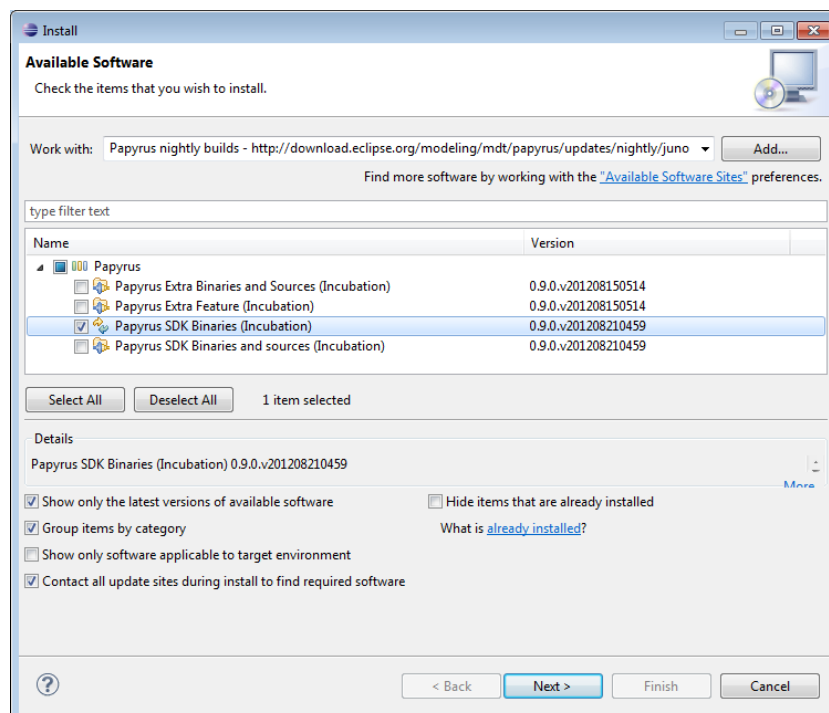 Install
Available Software
Check the items that you wish to install.
Work with: Papyrus nightly builds - http://download.eclipse.org/modeling/mdt/papyrus/updates/nightly/juno Add...
Find more software by working with the "Available Software Sites" preferences.
type filter text
Name Version
Papyrus
Papyrus Extra Binaries and Sources (Incubation) 0.9.0.v201208150514
Papyrus Extra Feature (Incubation) 0.9.0.v201208150514
Papyrus SDK Binaries (Incubation) 0.9.0.v201208210459
Papyrus SDK Binaries and sources (Incubation) 0.9.0.v201208210459
Select All Deselect All 1 item selected
Details
Papyrus SDK Binaries (Incubation) 0.9.0.v201208210459
More...
Show only the latest versions of available software Hide items that are already installed
Group items by category What is already installed?
Show only software applicable to target environment
Contact all update sites during install to find required software
? < Back Next > Finish Cancel